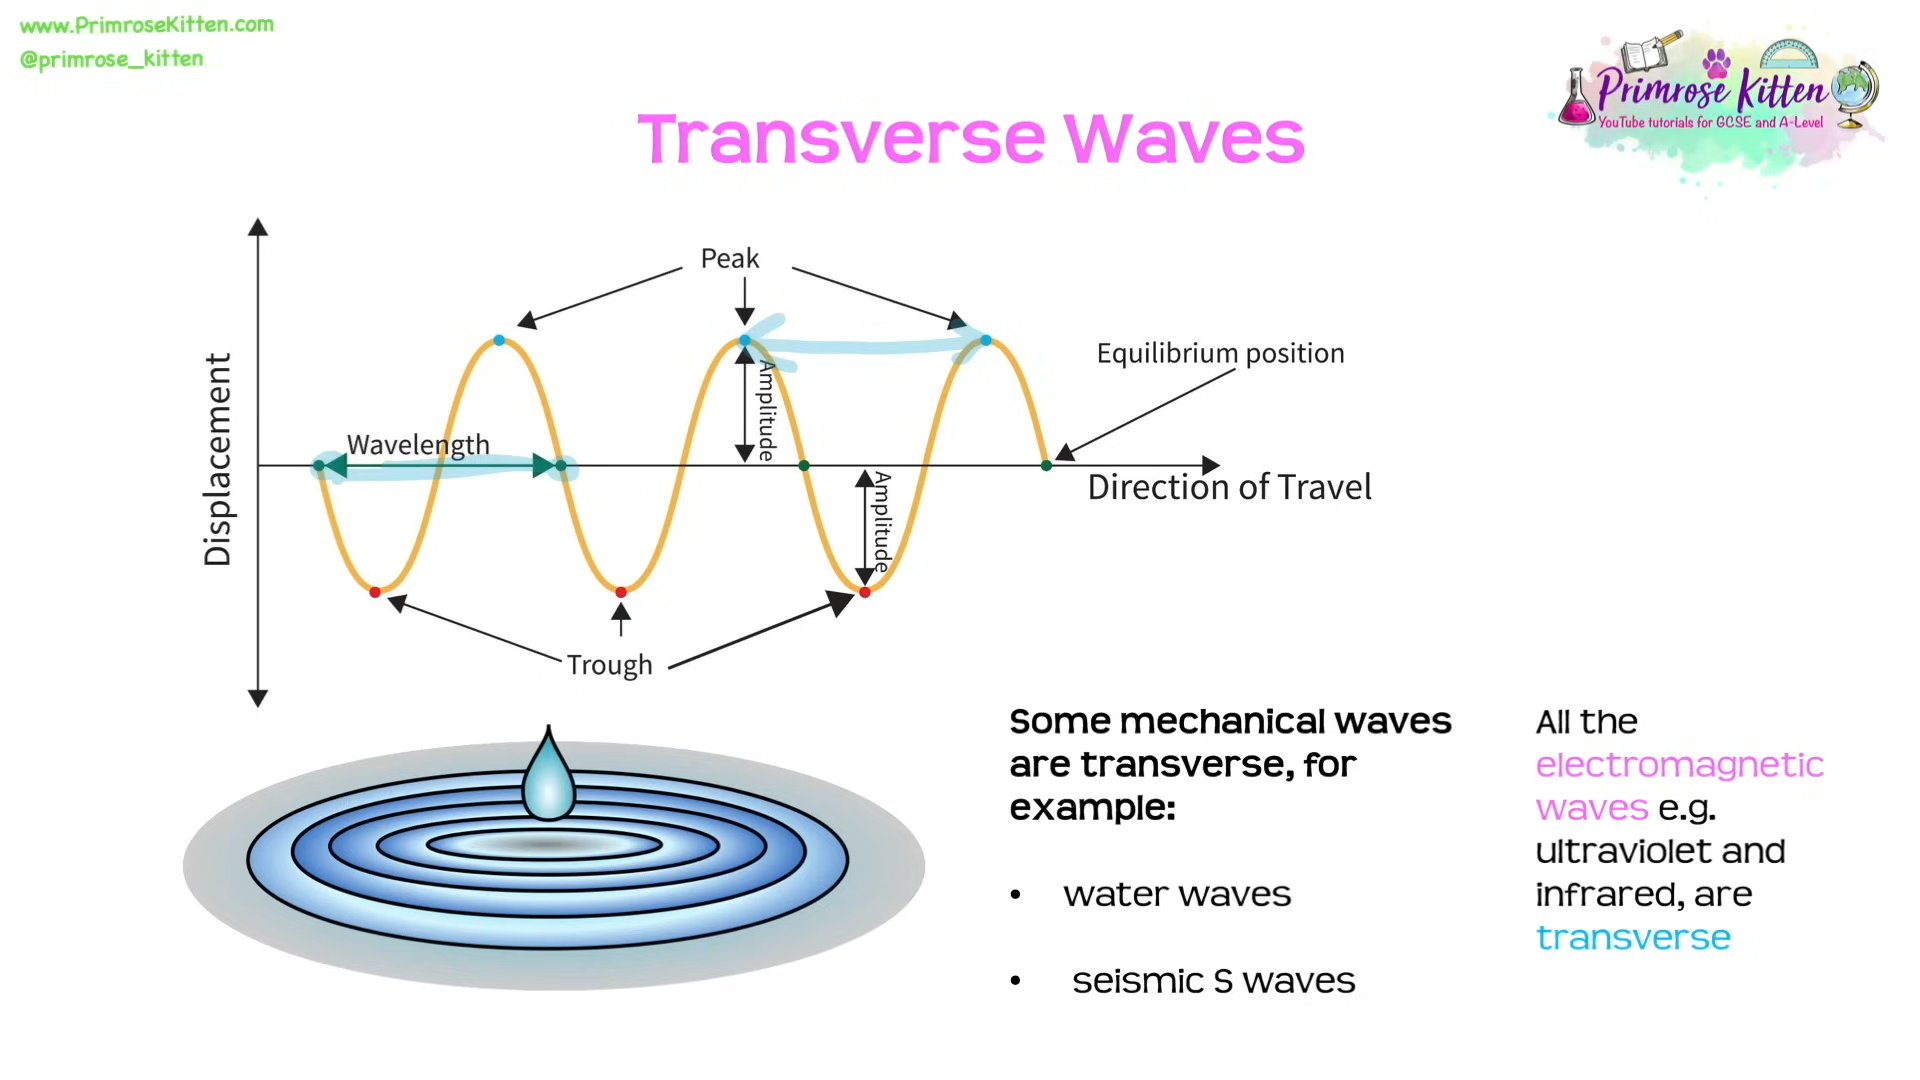 www.PrimroseKitten.com
@primrose_kitten
Primrose Kitten
YouTube tutorials for GCSE and A-Level
Transverse Waves
Peak
Equilibrium position
Displacement
Wavelength
Amplitude
Amplitude
Direction of Travel
Trough
Some mechanical waves
are transverse, for
example:
• water waves
• seismic S waves
All the
electromagnetic
waves e.g.
ultraviolet and
infrared, are
transverse